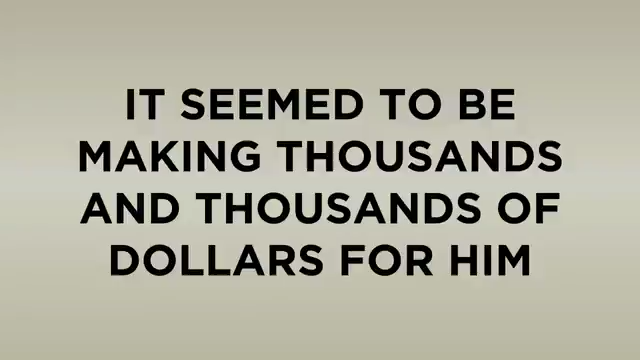 IT SEEMED TO BE
MAKING THOUSANDS
AND THOUSANDS OF
DOLLARS FOR HIM